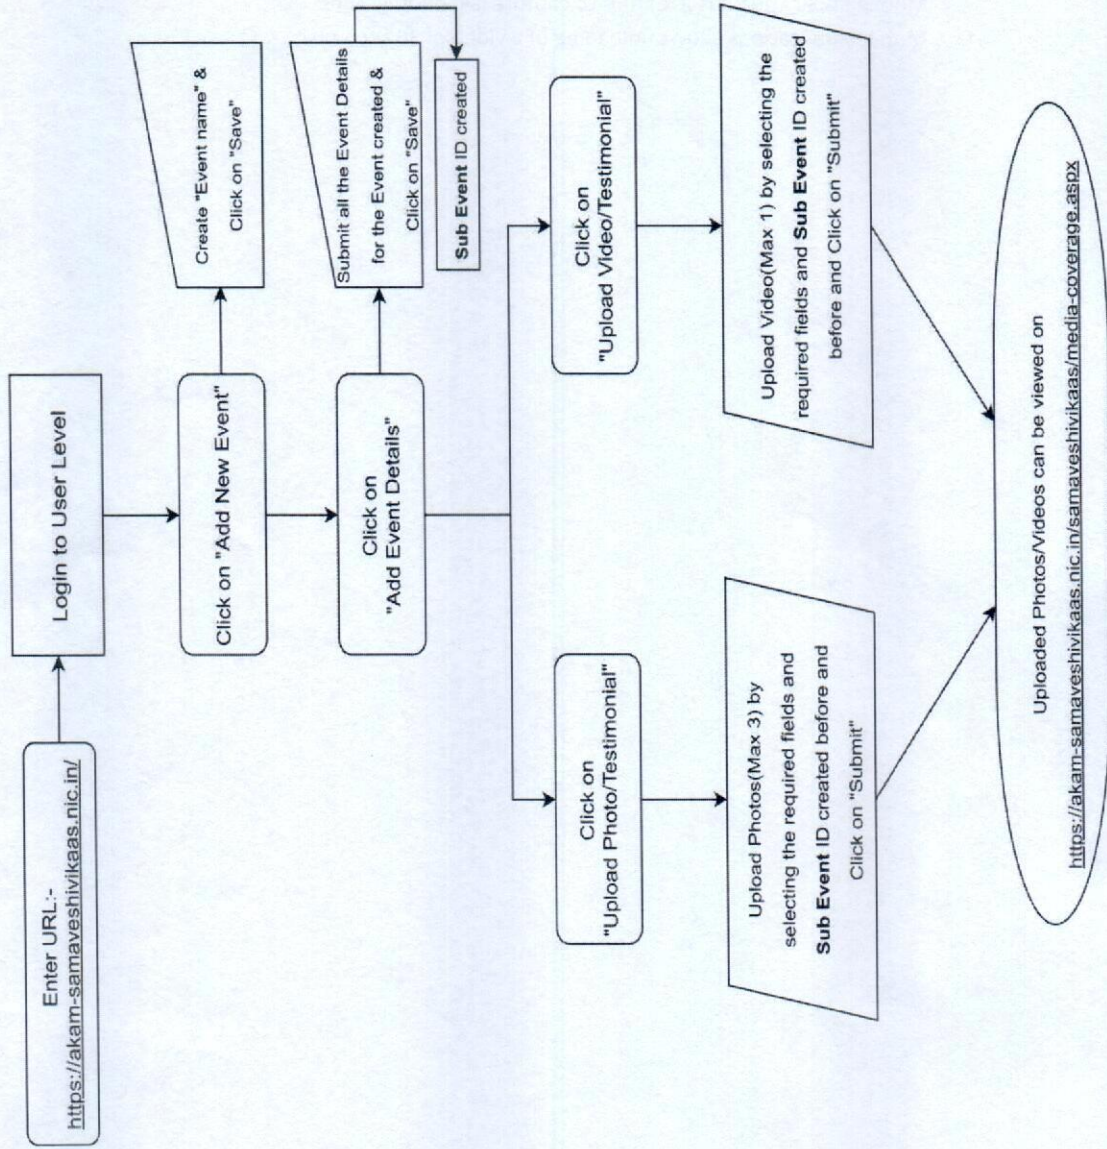 Enter URL:-
https://akam-samaveshivikaas.nic.in/
Login to User Level
Click on "Add New Event"
Create "Event name" &
Click on "Save"
Click on
"Add Event Details"
Submit all the Event Details
for the Event created &
Click on "Save"
Sub Event ID created
Click on
"Upload Photo/Testimonial"
Click on
"Upload Video/Testimonial"
Upload Photos(Max 3) by
selecting the required fields and
Sub Event ID created before and
Click on "Submit"
Upload Video(Max 1) by selecting the
required fields and Sub Event ID created
before and Click on "Submit"
Uploaded Photos/Videos can be viewed on
https://akam-samaveshivikaas.nic.in/samaveshivikaas/media-coverage.aspx